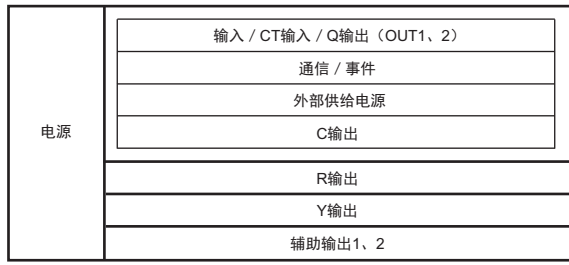 电源
输入／CT输入／Q输出（OUT1、2）
通信／事件
外部供给电源
C输出
R输出
Y输出
辅助输出1、2